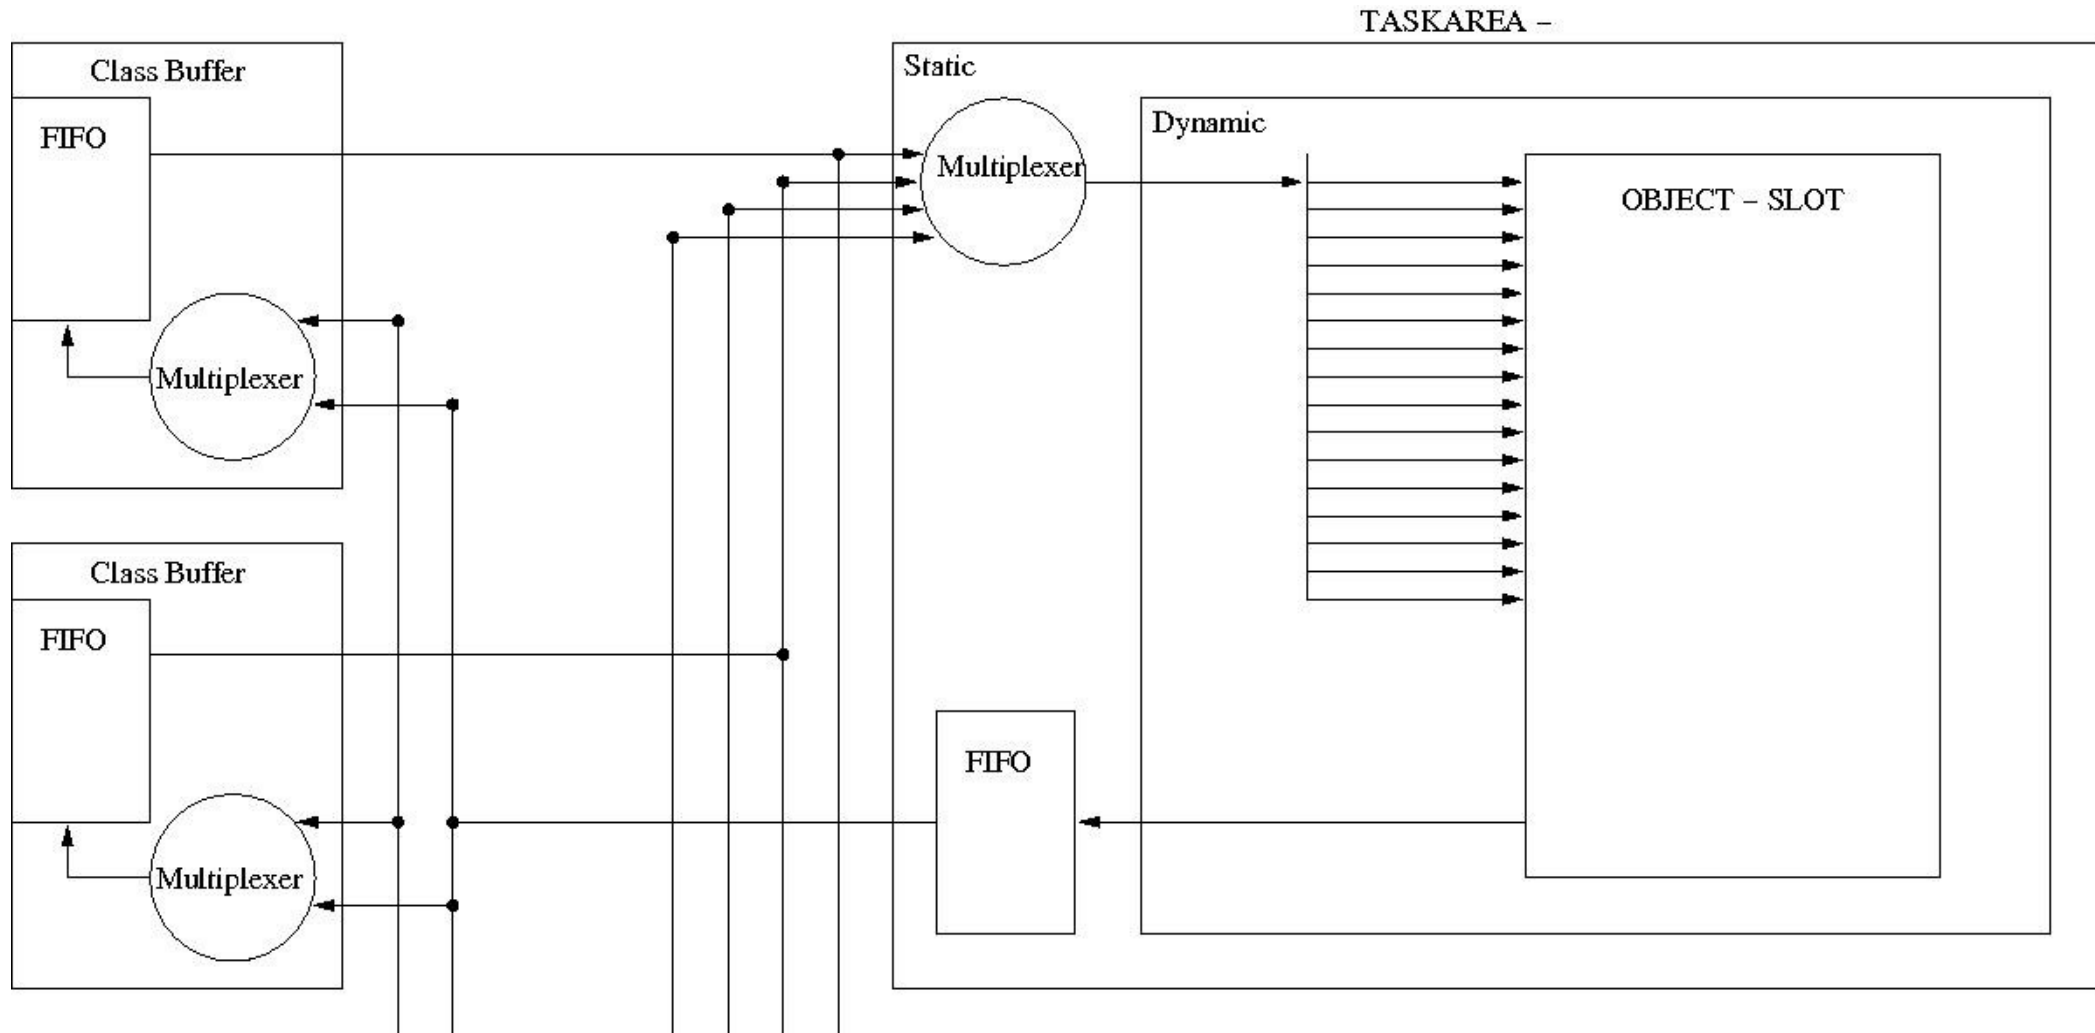 TASKAREA –
Class Buffer
FIFO
Multiplexer
Class Buffer
FIFO
Multiplexer
Static
Multiplexer
Dynamic
OBJECT – SLOT
FIFO